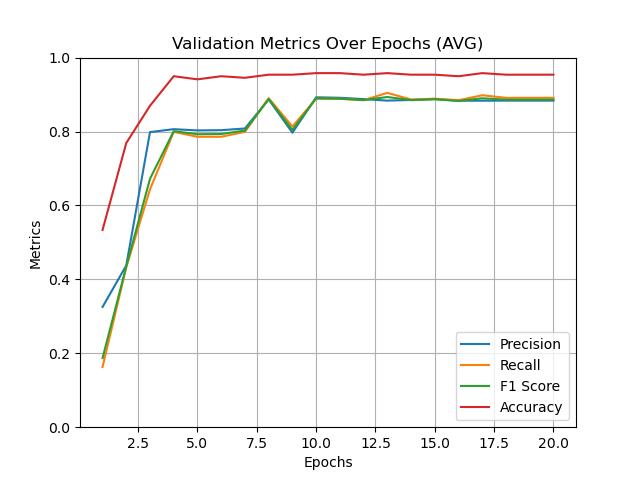 Validation Metrics Over Epochs (AVG)
1.0
0.8
0.6
0.4
0.2
0.0
Metrics
2.5 5.0 7.5 10.0 12.5 15.0 17.5 20.0
Epochs
Precision
Recall
F1 Score
Accuracy